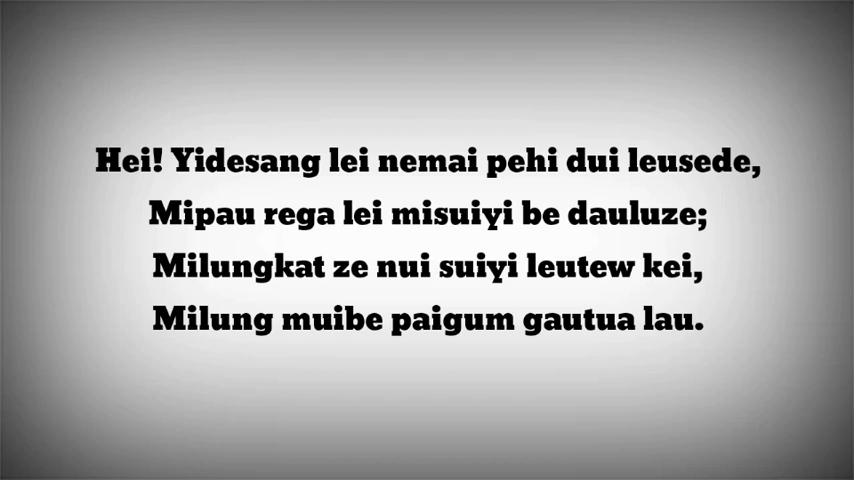 Hei! Yidesang lei nemai pehi dui leusede,
Mipau rega lei misuiyi be dauluze;
Milungkat ze nui suiyi leutew kei,
Milung muibe paigum gautua lau.